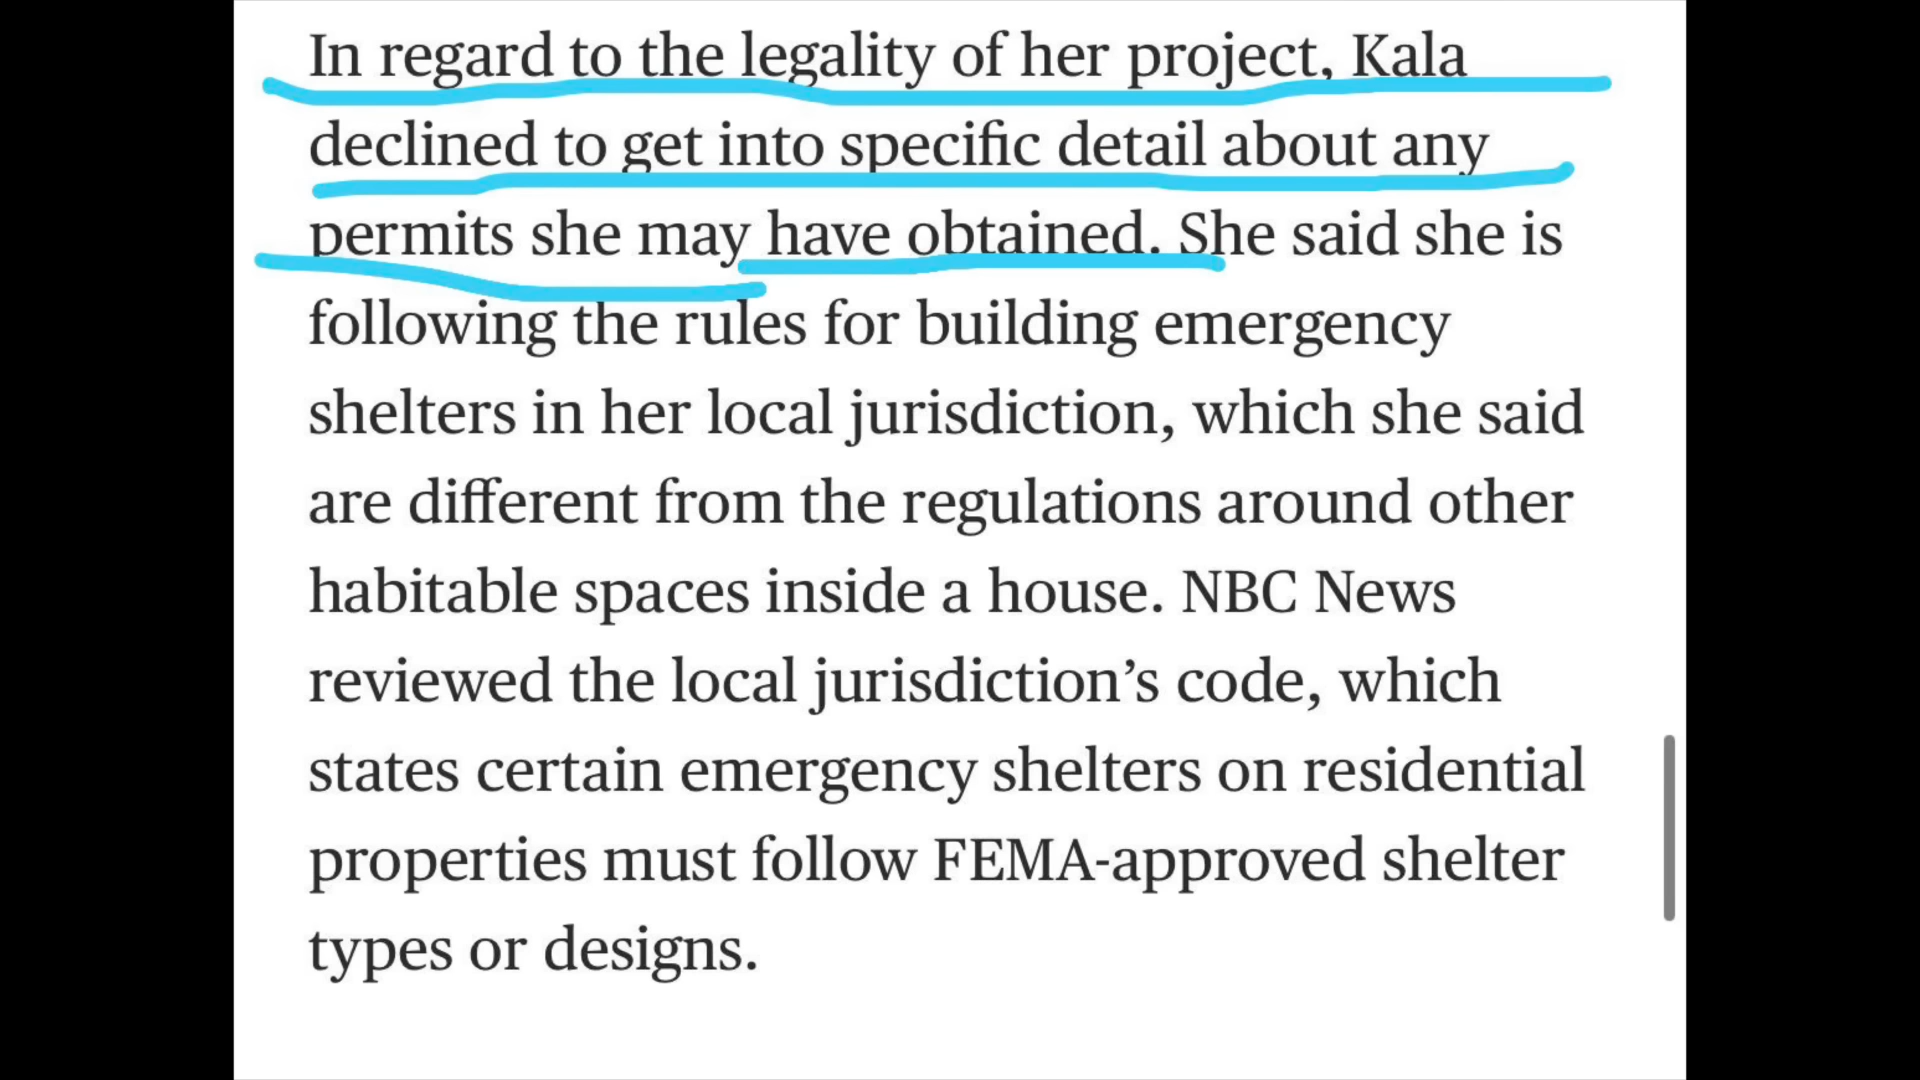 In regard to the legality of her project, Kala
declined to get into specific detail about any
permits she may have obtained. She said she is
following the rules for building emergency
shelters in her local jurisdiction, which she said
are different from the regulations around other
habitable spaces inside a house. NBC News
reviewed the local jurisdiction’s code, which
states certain emergency shelters on residential
properties must follow FEMA-approved shelter
types or designs.